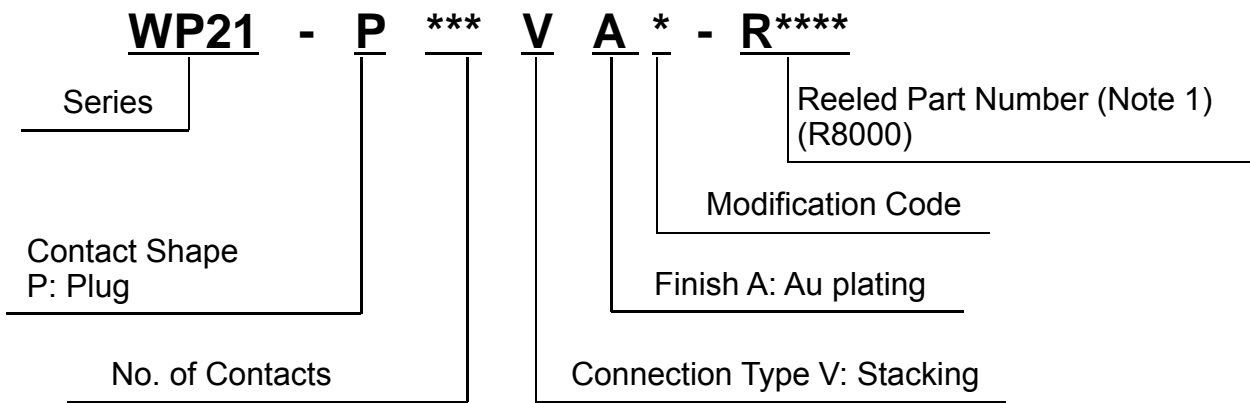 WP21 - P *** V A * - R****
Series
Reeled Part Number (Note 1)
(R8000)
Modification Code
Contact Shape
P: Plug
Finish A: Au plating
No. of Contacts
Connection Type V: Stacking